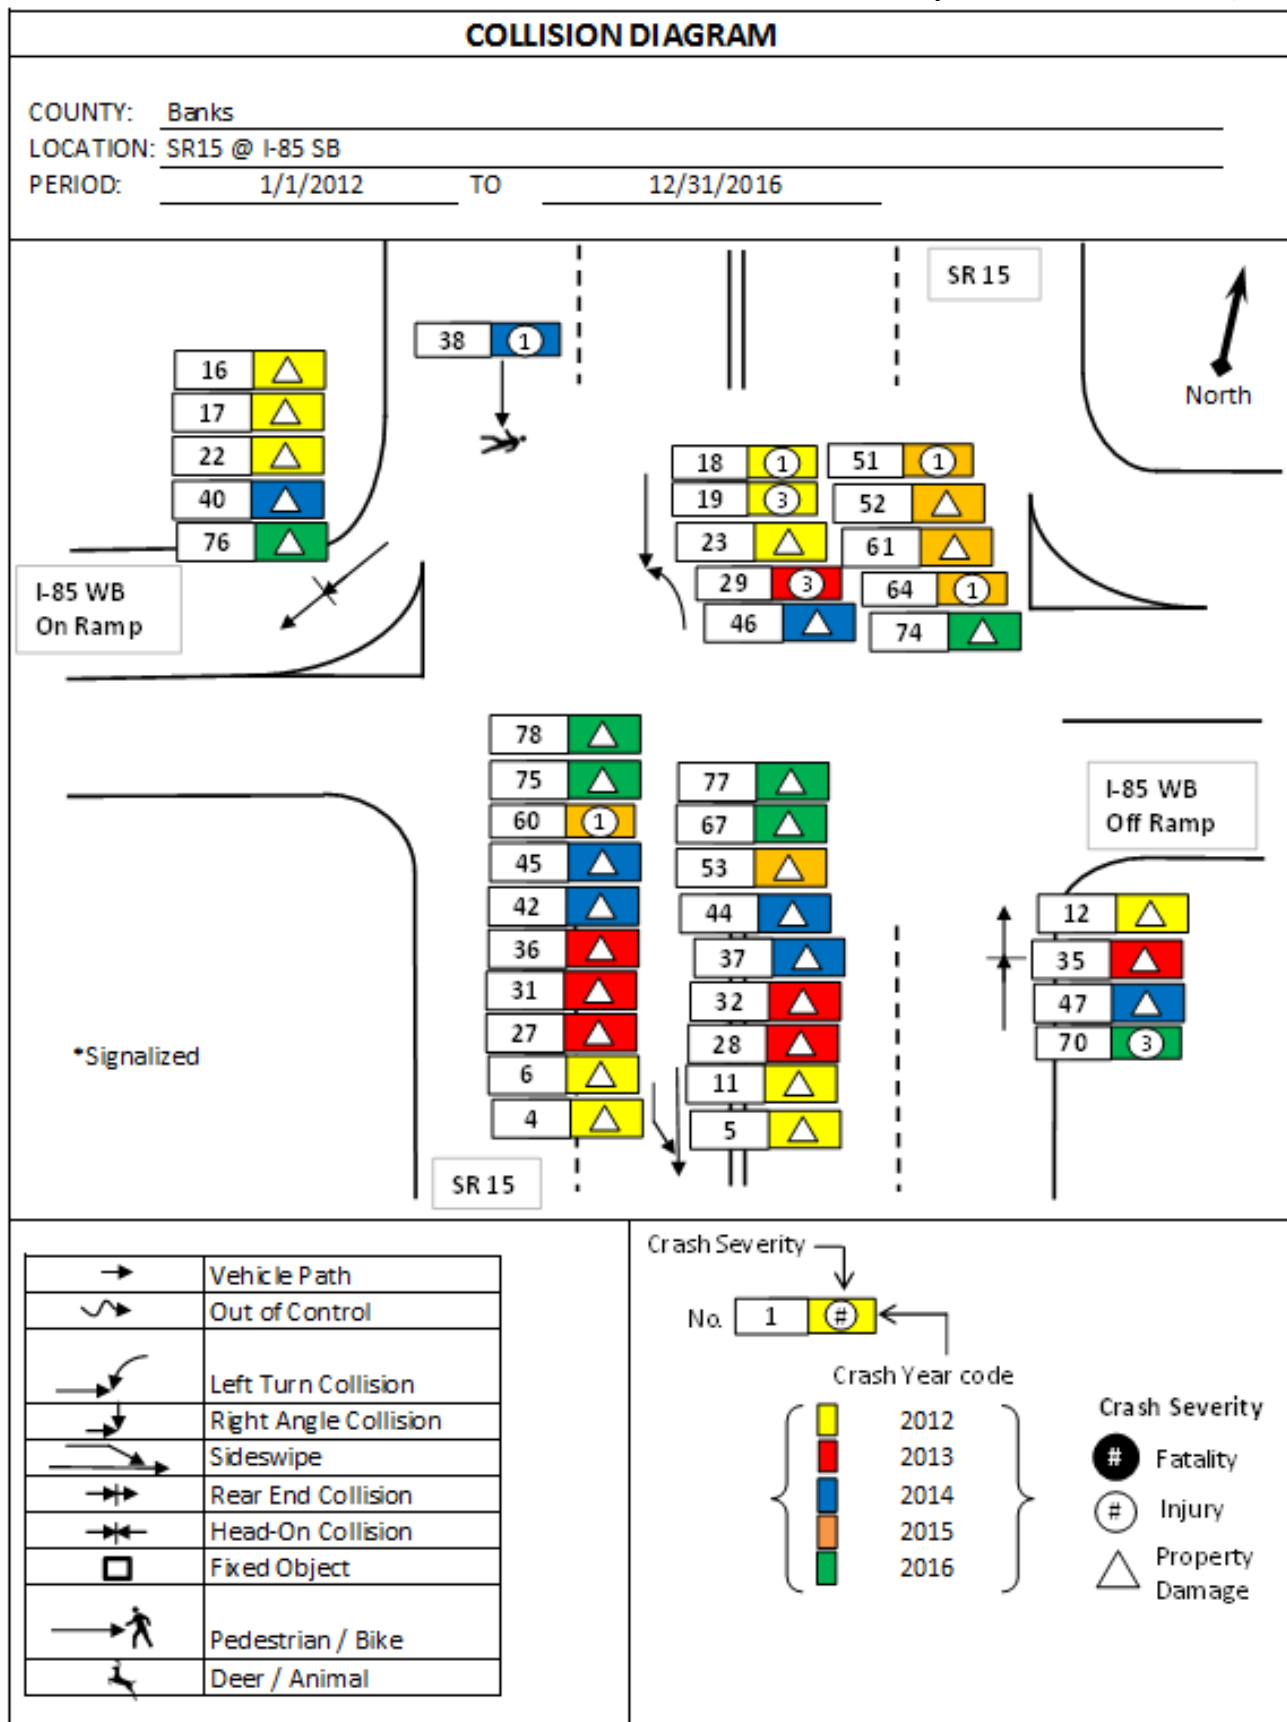 COLLISION DIAGRAM
COUNTY: Banks
LOCATION: SR15 @ I-85 SB
PERIOD: 1/1/2012 TO 12/31/2016
SR 15
North
38 1
16
17
22
40
76
I-85 WB
On Ramp
18 1
19 3
23
29 3
46
51 1
52
61
64 1
74
78
75
60 1
45
42
36
31
27
6
4
77
67
53
44
37
32
28
11
5
I-85 WB
Off Ramp
12
35
47
70 3
*Signalized
SR 15
Vehicle Path
Out of Control
Left Turn Collision
Right Angle Collision
Sideswipe
Rear End Collision
Head-On Collision
Fixed Object
Pedestrian / Bike
Deer / Animal
Crash Severity
No. 1 #
Crash Year code
2012
2013
2014
2015
2016
Crash Severity
# Fatality
# Injury
Property
Damage